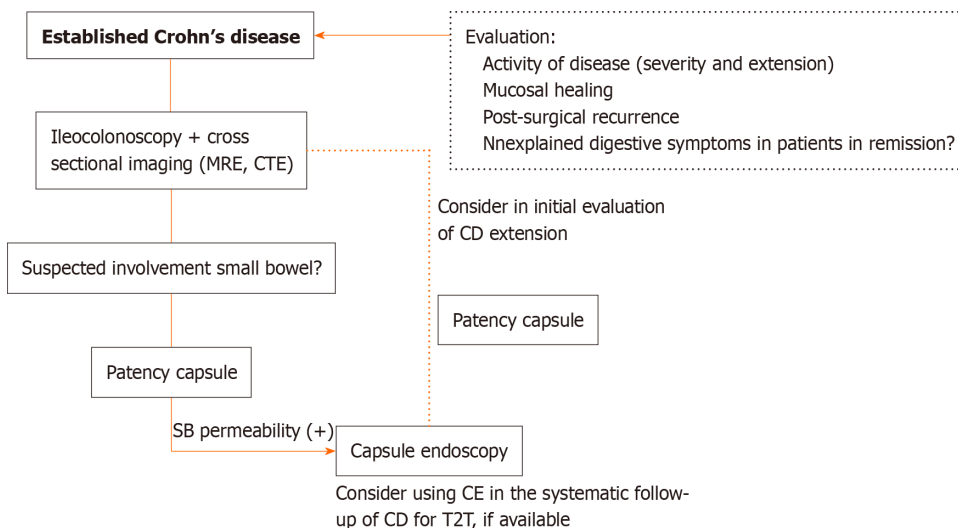 Established Crohn's disease
Evaluation:
Activity of disease (severity and extension)
Mucosal healing
Post-surgical recurrence
Nnexplained digestive symptoms in patients in remission?
Ileocolonoscopy + cross
sectional imaging (MRE, CTE)
Consider in initial evaluation
of CD extension
Suspected involvement small bowel?
Patency capsule
Patency capsule
SB permeability (+)
Capsule endoscopy
Consider using CE in the systematic follow-
up of CD for T2T, if available